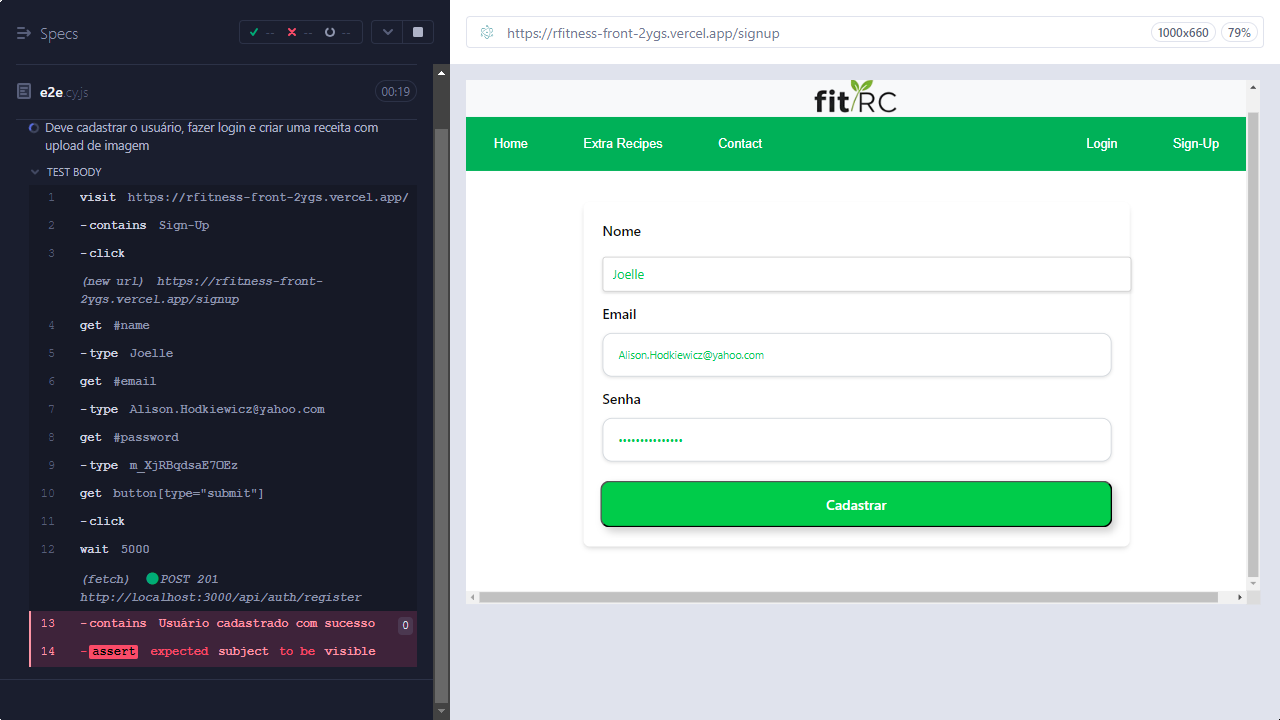 Specs
--
--
--
e2e.cy.js
00:19
Deve cadastrar o usuário, fazer login e criar uma receita com
upload de imagem
TEST BODY
1 visit https://rfitness-front-2ygs.vercel.app/
2 -contains Sign-Up
3 -click
(new url) https://rfitness-front-
2ygs.vercel.app/signup
4 get #name
5 -type Joelle
6 get #email
7 -type Alison.Hodkiewicz@yahoo.com
8 get #password
9 -type m_XjRBqdsaE7OEz
10 get button[type="submit"]
11 -click
12 wait 5000
(fetch) POST 201
http://localhost:3000/api/auth/register
13 -contains Usuário cadastrado com sucesso 0
14 -assert expected subject to be visible
https://rfitness-front-2ygs.vercel.app/signup
1000x660
79%
fitRC
Home
Extra Recipes
Contact
Login
Sign-Up
Nome
Joelle
Email
Alison.Hodkiewicz@yahoo.com
Senha
Cadastrar